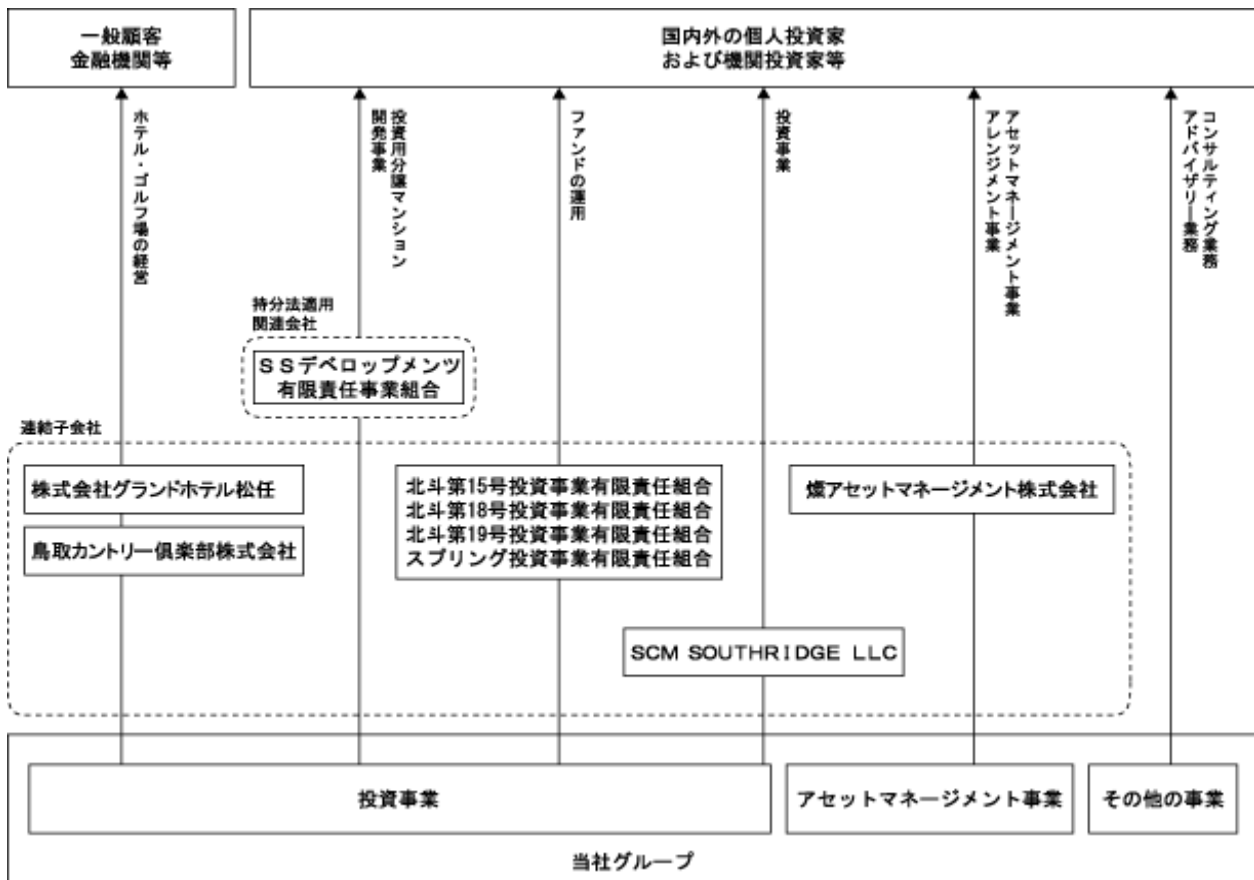 一般顧客
金融機関等
国内外の個人投資家
および機関投資家等
ホテル・ゴルフ場の経営
投資用分譲マンション
開発事業
ファンドの運用
投資事業
アセットマネージメント事業
アレンジメント事業
コンサルティング業務
アドバイザリー業務
持分法適用
関連会社
ＳＳデベロップメンツ
有限責任事業組合
連結子会社
株式会社グランドホテル松任
鳥取カントリー倶楽部株式会社
北斗第15号投資事業有限責任組合
北斗第18号投資事業有限責任組合
北斗第19号投資事業有限責任組合
スプリング投資事業有限責任組合
燦アセットマネージメント株式会社
SCM SOUTHRIDGE LLC
投資事業
アセットマネージメント事業
その他の事業
当社グループ